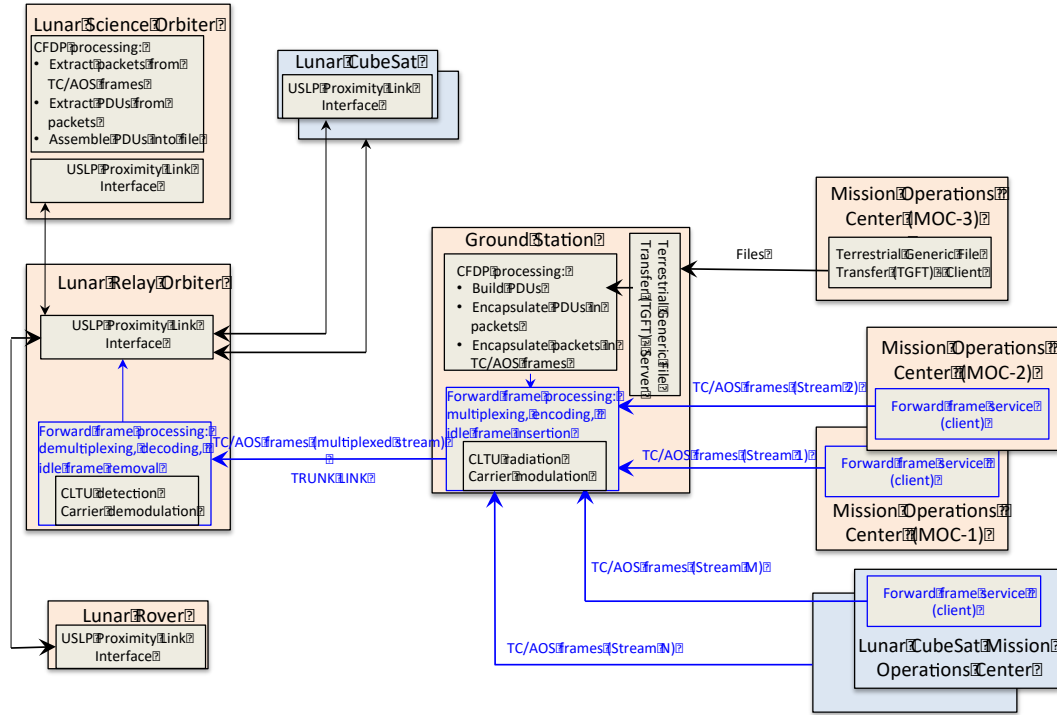 Lunar Science Orbiter
CFDP processing:
• Extract packets from
TC/AOS frames
• Extract PDUs from
packets
• Assemble PDUs into file
USLP Proximity Link
Interface
Lunar CubeSat
USLP Proximity Link
Interface
Lunar Relay Orbiter
USLP Proximity Link
Interface
Forward frame processing:
demultiplexing, decoding,
idle frame removal
CLTU detection
Carrier demodulation
Lunar Rover
USLP Proximity Link
Interface
TC/AOS frames (multiplexed stream)
TRUNK LINK
Ground Station
CFDP processing:
• Build PDUs
• Encapsulate PDUs in
packets
• Encapsulate packets in
TC/AOS frames
Terrestrial Generic File
Transfer (TGFT) Server
Forward frame processing:
multiplexing, encoding,
idle frame insertion
CLTU radiation
Carrier modulation
Files
Mission Operations
Center (MOC-3)
Terrestrial Generic File
Transfer (TGFT) Client
TC/AOS frames (Stream 2)
Mission Operations
Center (MOC-2)
Forward frame service
(client)
TC/AOS frames (Stream 1)
Forward frame service
(client)
Mission Operations
Center (MOC-1)
TC/AOS frames (Stream M)
Forward frame service
(client)
TC/AOS frames (Stream N)
Lunar CubeSat Mission
Operations Center